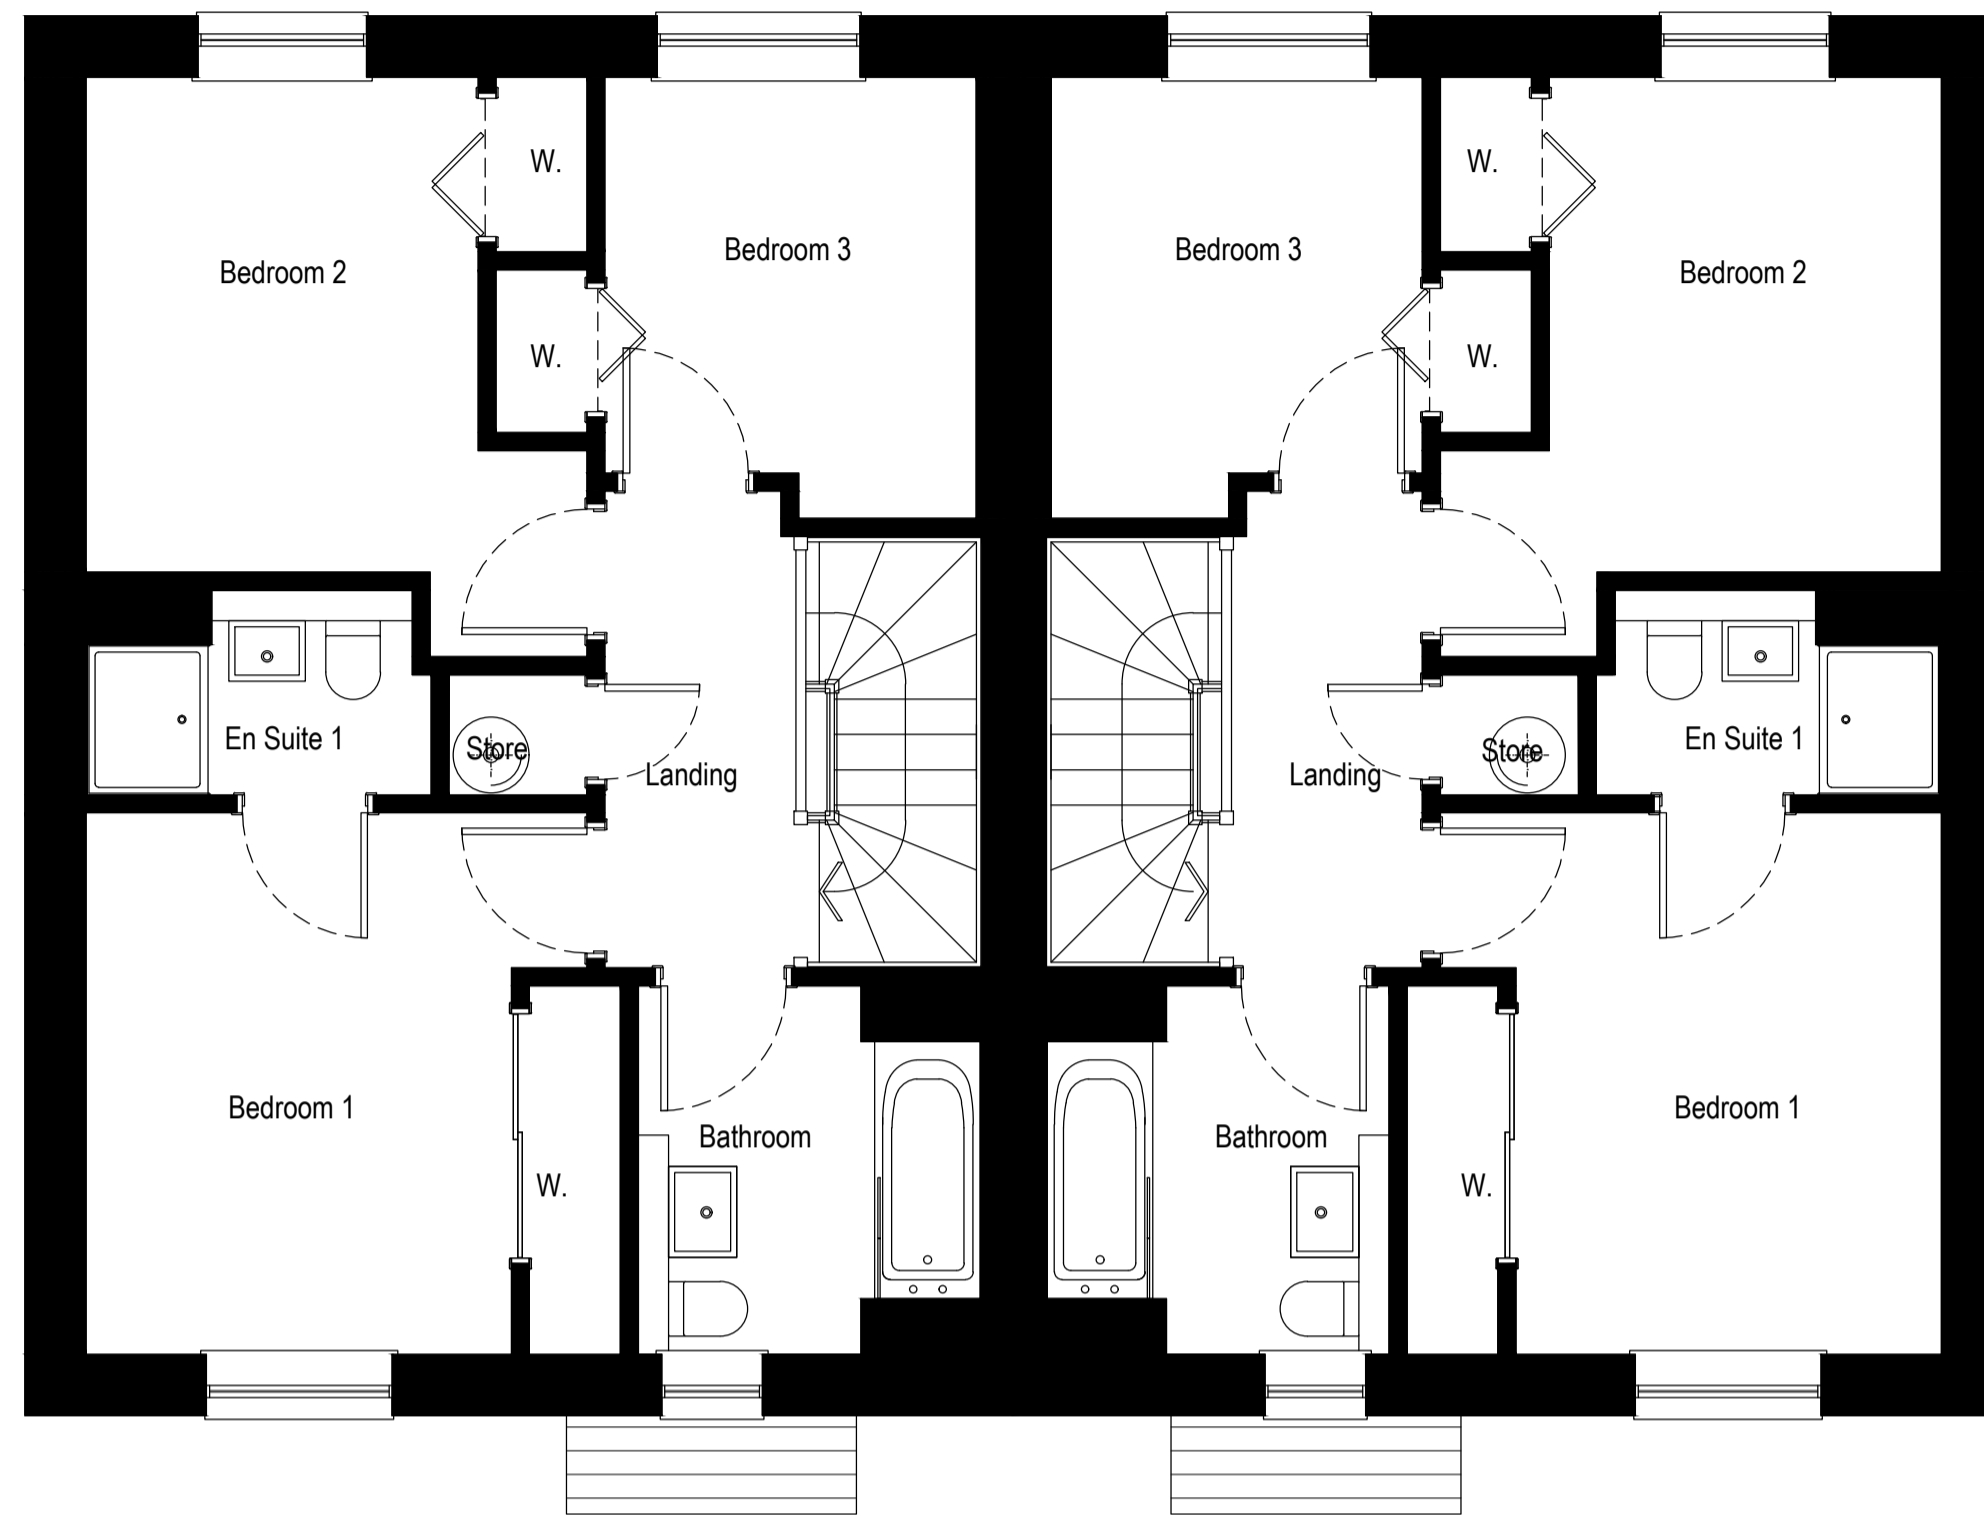 W.
W.
Bedroom 3
Bedroom 3
Bedroom 2
Bedroom 2
W.
W.
En Suite 1
Store
Landing
Landing
Store
En Suite 1
Bedroom 1
Bathroom
Bathroom
Bedroom 1
W.
W.